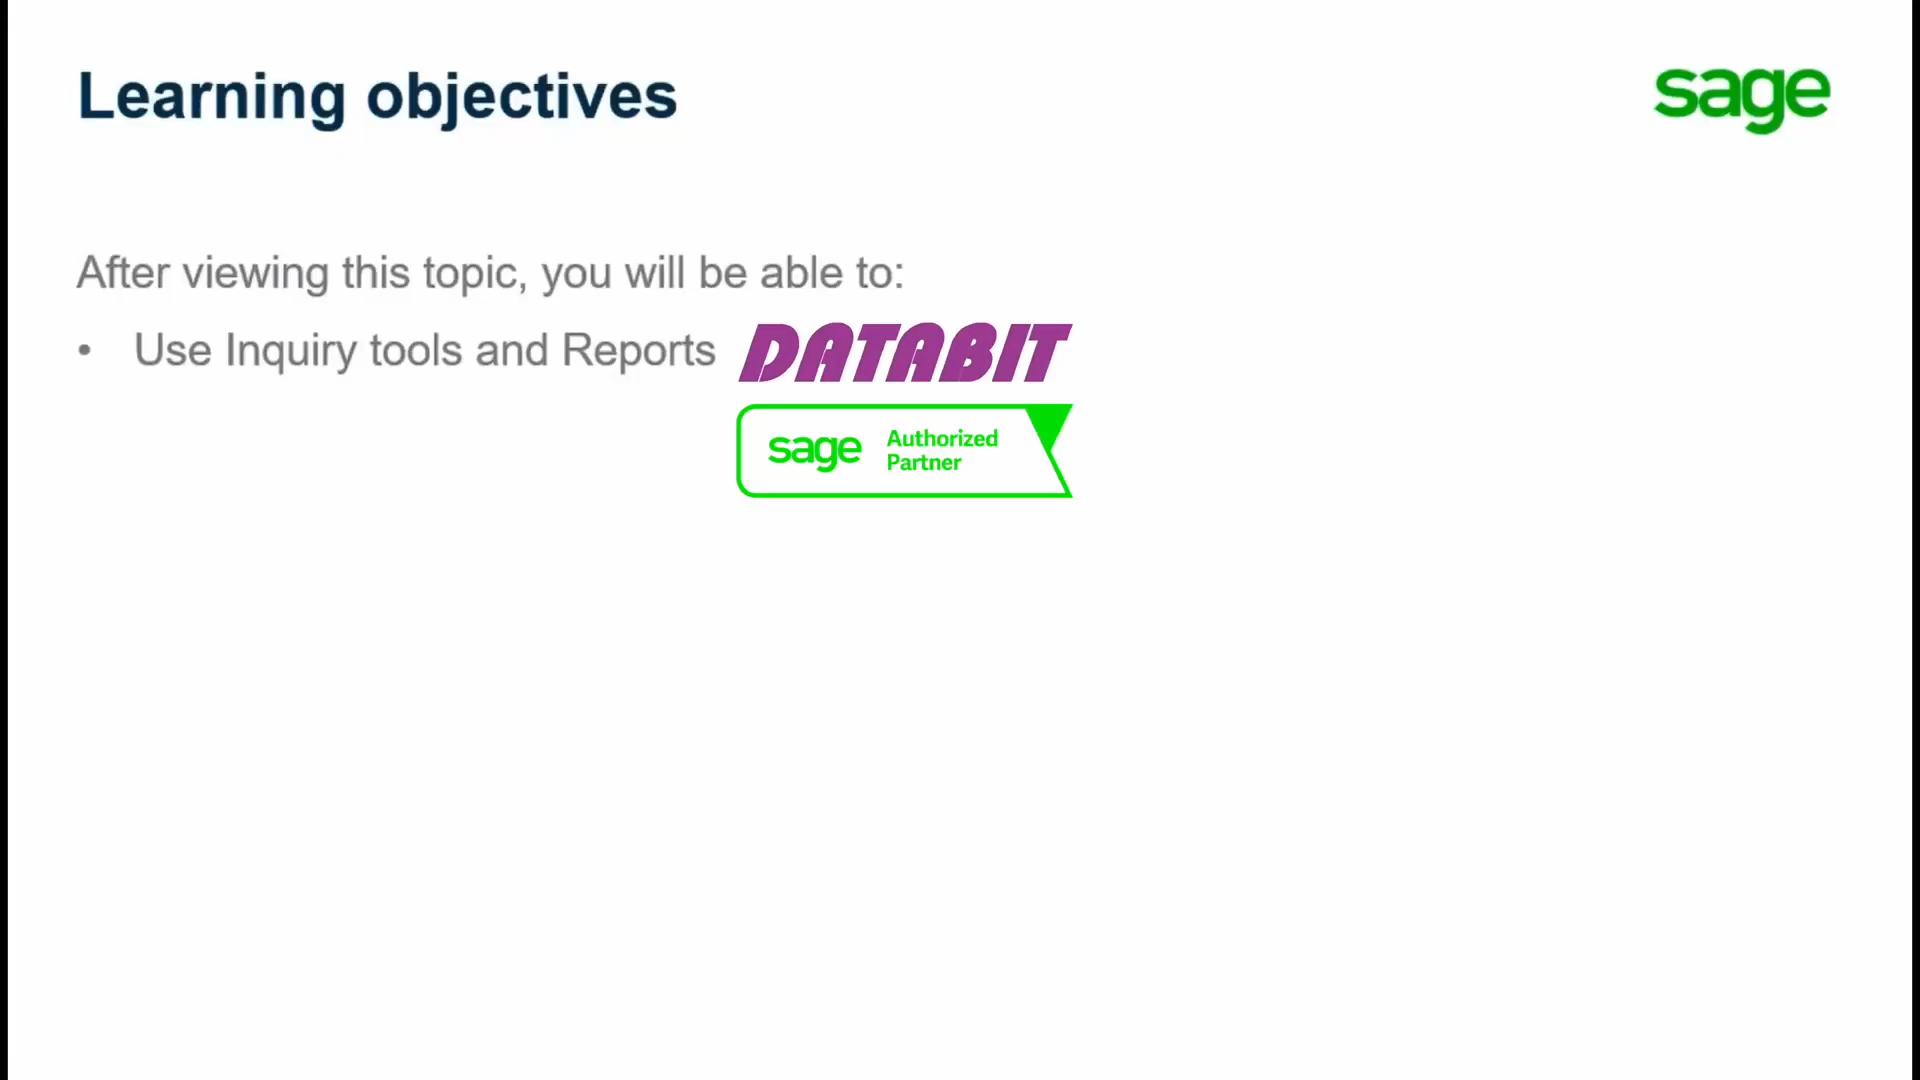 Learning objectives
sage
After viewing this topic, you will be able to:
• Use Inquiry tools and Reports
DATABIT
sage Authorized
Partner